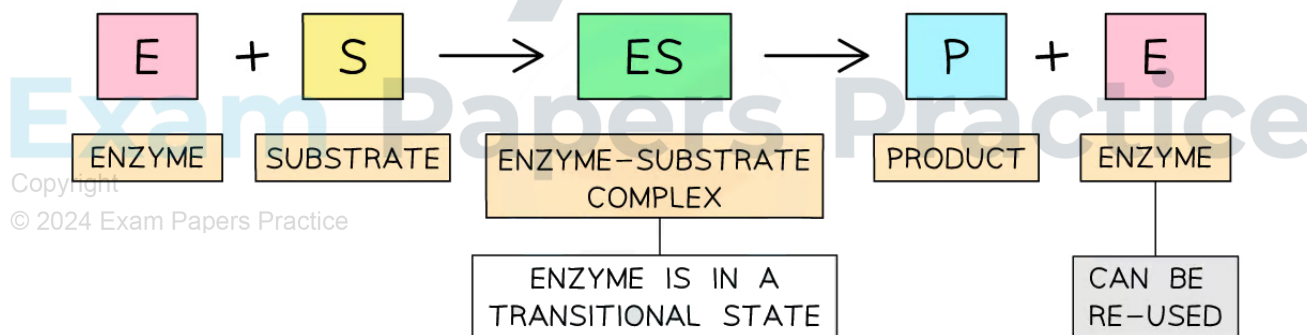 E + S → ES → P + E
Exam Papers Practice
ENZYME SUBSTRATE ENZYME-SUBSTRATE COMPLEX PRODUCT ENZYME
Copyright
© 2024 Exam Papers Practice
ENZYME IS IN A
TRANSITIONAL STATE
CAN BE
RE-USED